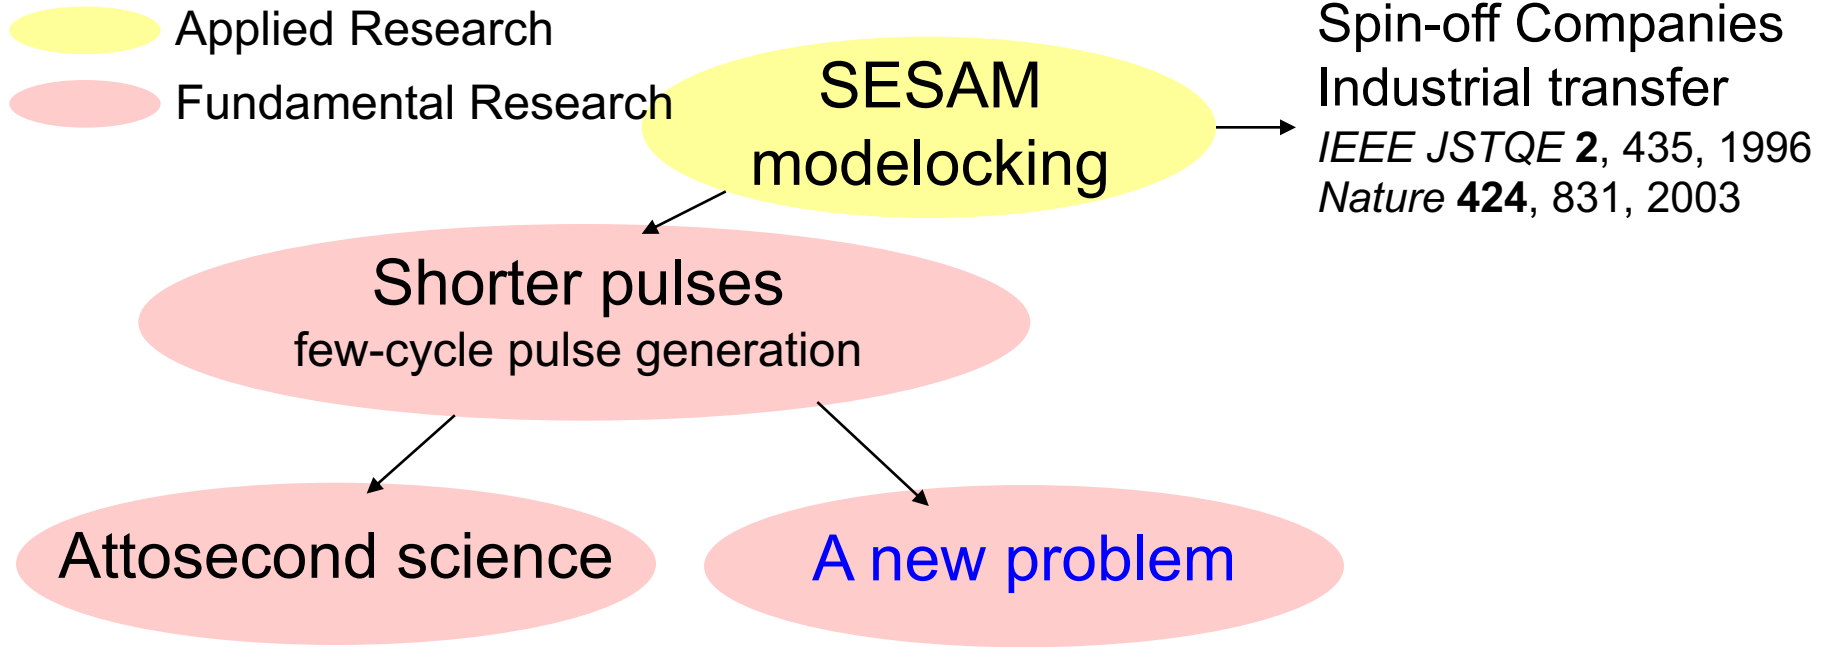 Applied Research
Fundamental Research
SESAM
modelocking
Spin-off Companies
Industrial transfer
IEEE JSTQE 2, 435, 1996
Nature 424, 831, 2003
Shorter pulses
few-cycle pulse generation
Attosecond science
A new problem